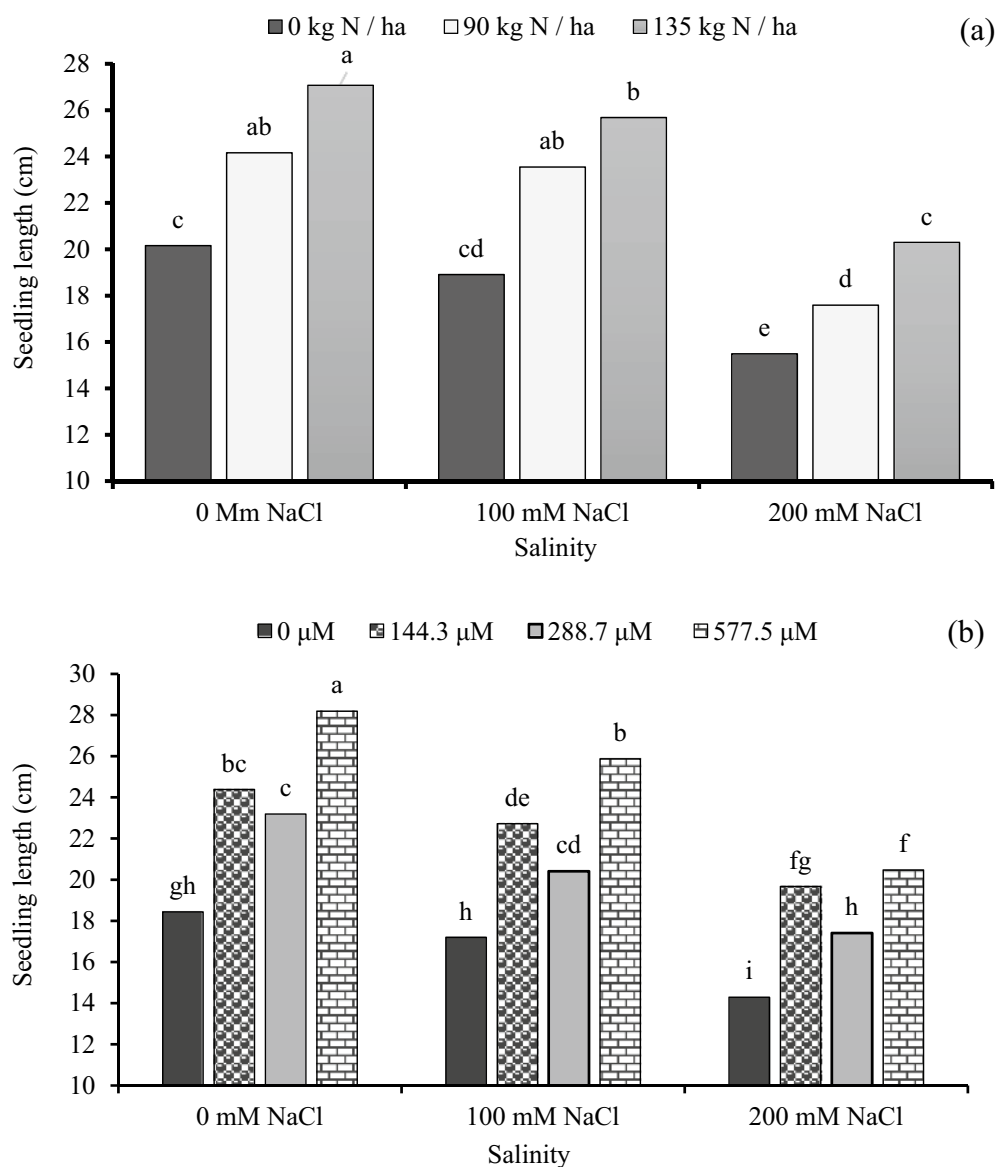 0 kg N / ha 90 kg N / ha 135 kg N / ha
(a)
Seedling length (cm)
28
26
24
22
20
18
16
14
12
10
c ab a
cd ab b
e d c
0 Mm NaCl 100 mM NaCl 200 mM NaCl
Salinity
0 μM 144.3 μM 288.7 μM 577.5 μM
(b)
Seedling length (cm)
30
28
26
24
22
20
18
16
14
12
10
gh bc c a
h de cd b
i fg h f
0 mM NaCl 100 mM NaCl 200 mM NaCl
Salinity